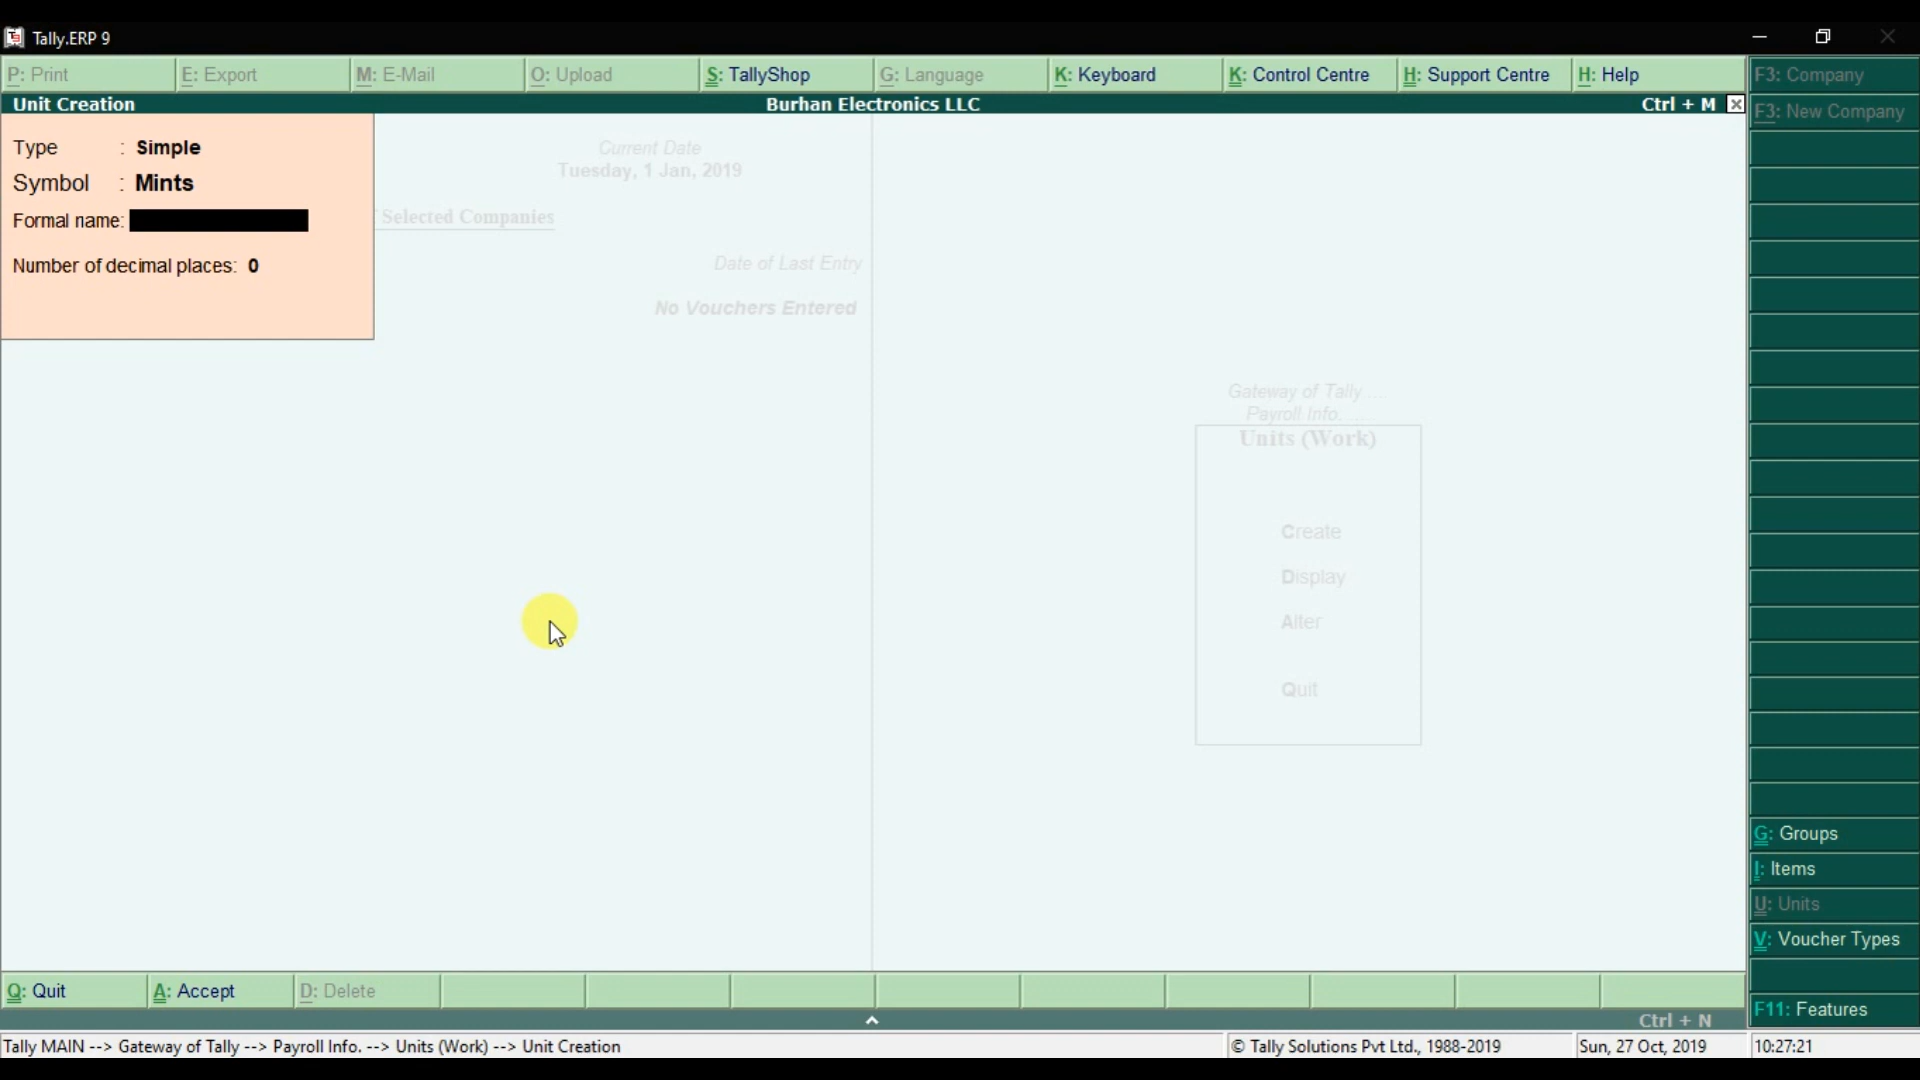 Tally.ERP 9
P: Print E: Export M: E-Mail O: Upload S: TallyShop G: Language K: Keyboard K: Control Centre H: Support Centre H: Help
F3: Company
Unit Creation Burhan Electronics LLC Ctrl + M
F3: New Company
Type : Simple
Symbol : Mints
Formal name:
Number of decimal places: 0
Current Date
Tuesday, 1 Jan, 2019
Selected Companies
Date of Last Entry
No Vouchers Entered
Gateway of Tally ...
Payroll Info. ......
Units (Work)
Create
Display
Alter
Quit
G: Groups
I: Items
U: Units
V: Voucher Types
F11: Features
Q: Quit A: Accept D: Delete
Ctrl + N
Tally MAIN --> Gateway of Tally --> Payroll Info. --> Units (Work) --> Unit Creation © Tally Solutions Pvt Ltd., 1988-2019 Sun, 27 Oct, 2019 10:27:21